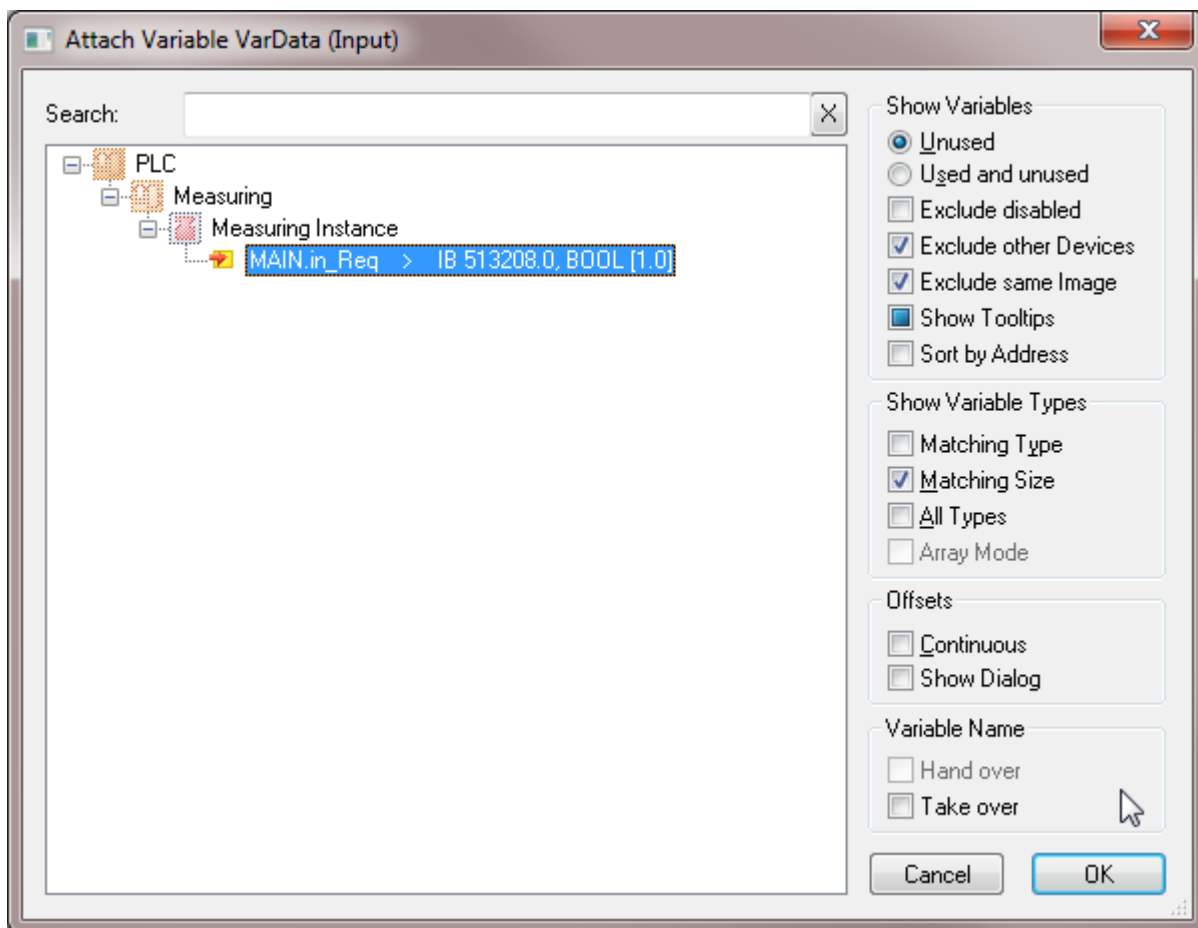 Attach Variable VarData (Input)
Search:
PLC
Measuring
Measuring Instance
MAIN.in_Req > IB 513208.0, BOOL [1.0]
Show Variables
Unused
Used and unused
Exclude disabled
Exclude other Devices
Exclude same Image
Show Tooltips
Sort by Address
Show Variable Types
Matching Type
Matching Size
All Types
Array Mode
Offsets
Continuous
Show Dialog
Variable Name
Hand over
Take over
Cancel
OK